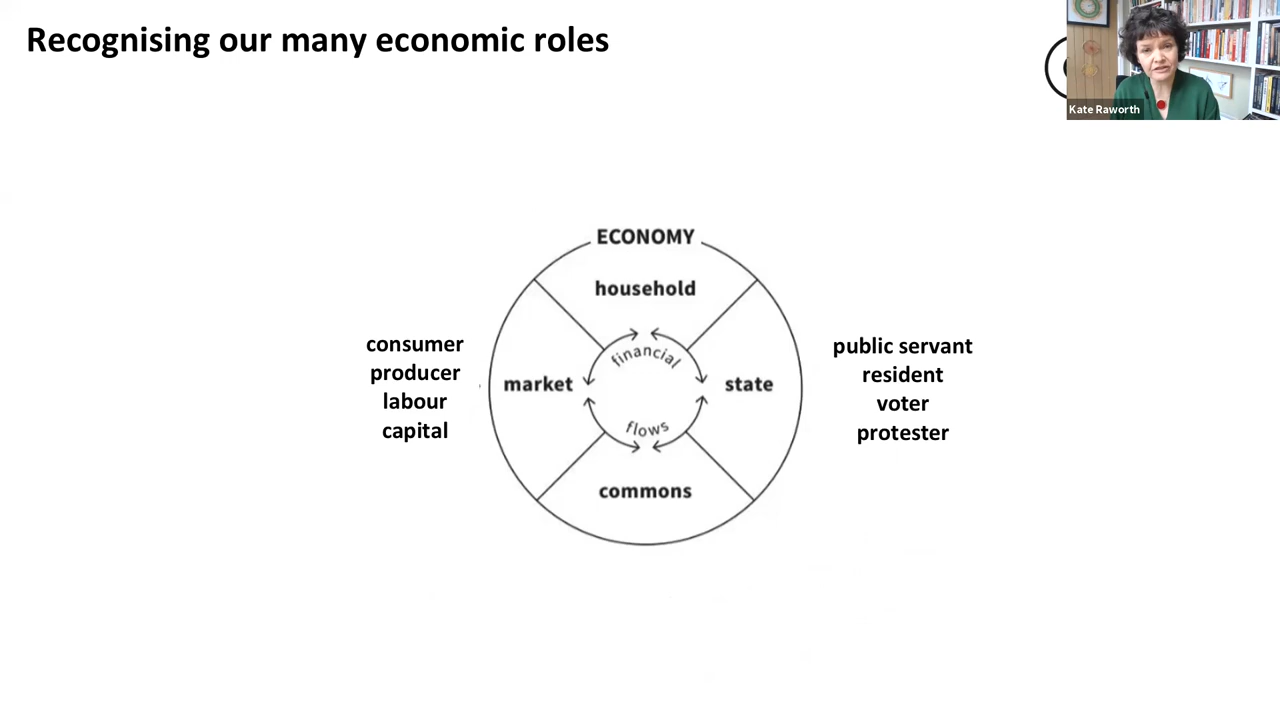 Recognising our many economic roles
Kate Raworth
ECONOMY
household
financial
market
state
flows
commons
consumer
producer
labour
capital
public servant
resident
voter
protester